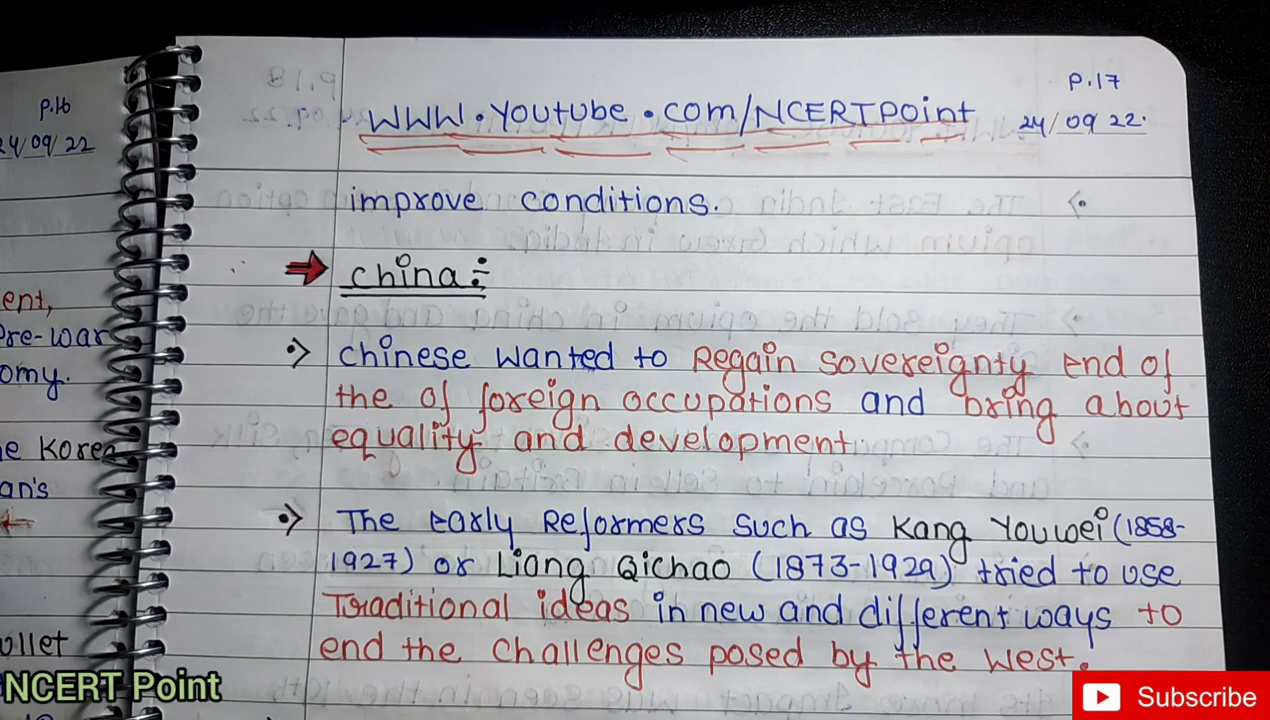 P.16
24/09/22
ent,
Pre-war
omy.
e Korea
an's
ollet
P.17
www.youtube.com/NCERTPoint 24/09 22.
improve conditions.
China:
Chinese wanted to Regain sovereignty end of
the of foreign occupations and bring about
equality and development.
The Early Reformers such as Kang Youwei (1858-
1927) or Liang Qichao (1873-1929) tried to use
Traditional ideas in new and different ways to
end the challenges posed by the West.
NCERT Point
Subscribe